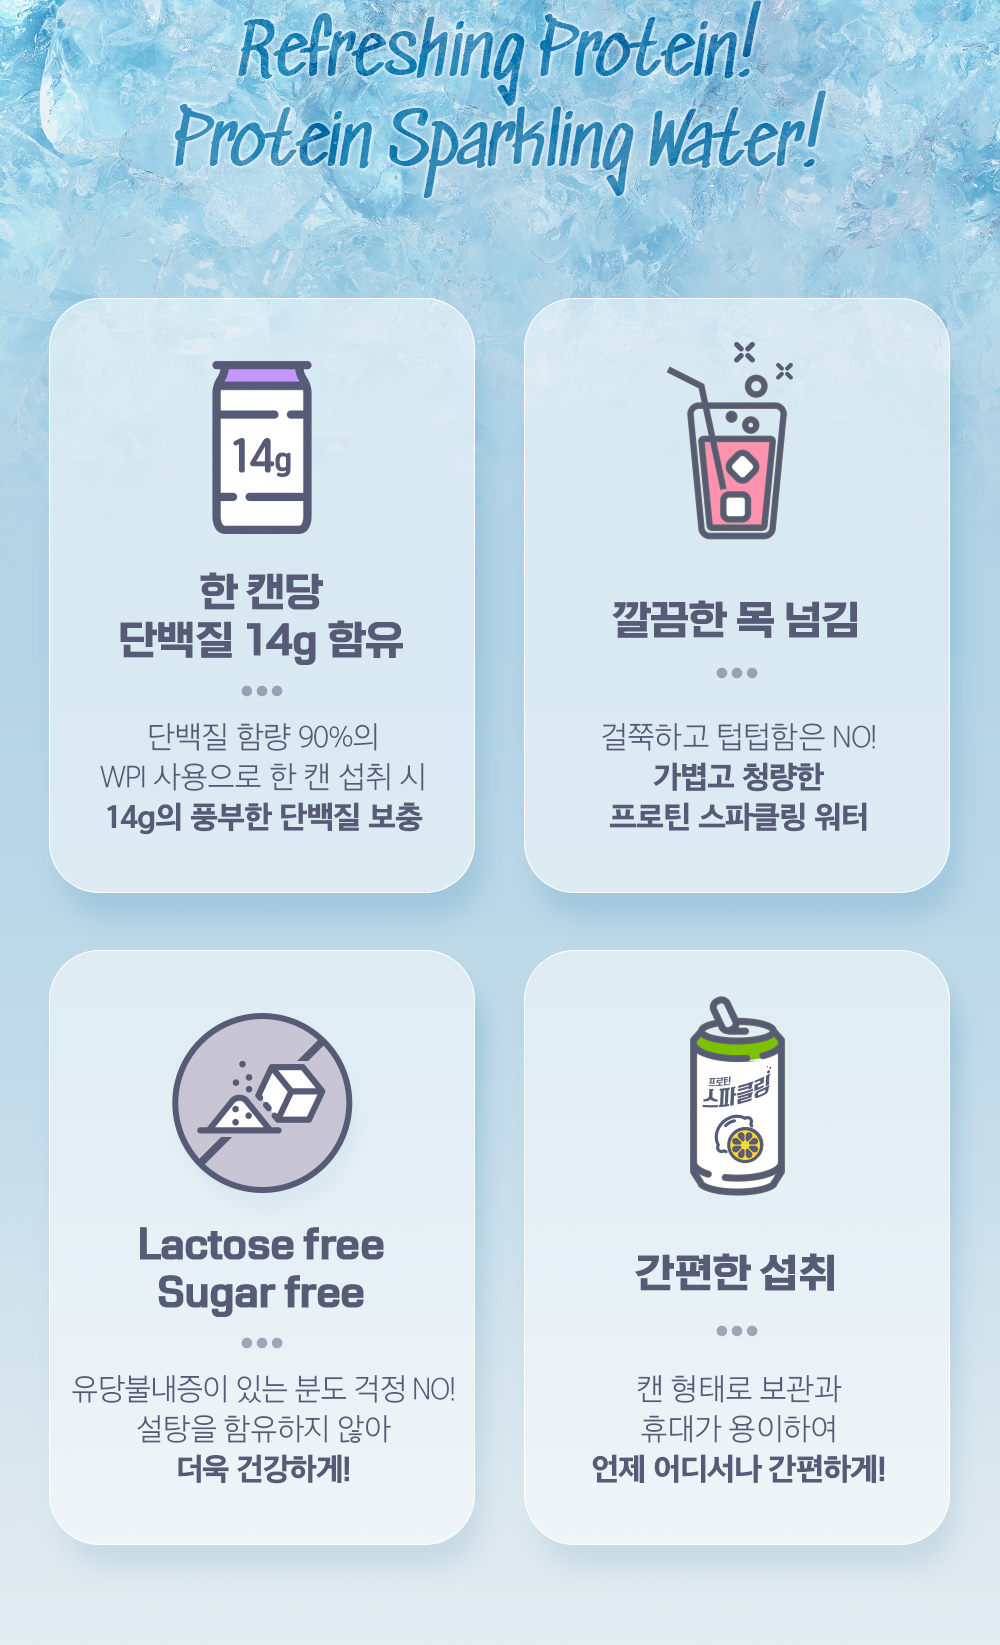 Refreshing Protein!
Protein Sparkling Water!
14g
한 캔당
단백질 14g 함유
단백질 함량 90%의
WPI 사용으로 한 캔 섭취 시
14g의 풍부한 단백질 보충
깔끔한 목 넘김
걸쭉하고 텁텁함은 NO!
가볍고 청량한
프로틴 스파클링 워터
Lactose free
Sugar free
유당불내증이 있는 분도 걱정 NO!
설탕을 함유하지 않아
더욱 건강하게!
프로틴
스파클링
간편한 섭취
캔 형태로 보관과
휴대가 용이하여
언제 어디서나 간편하게!